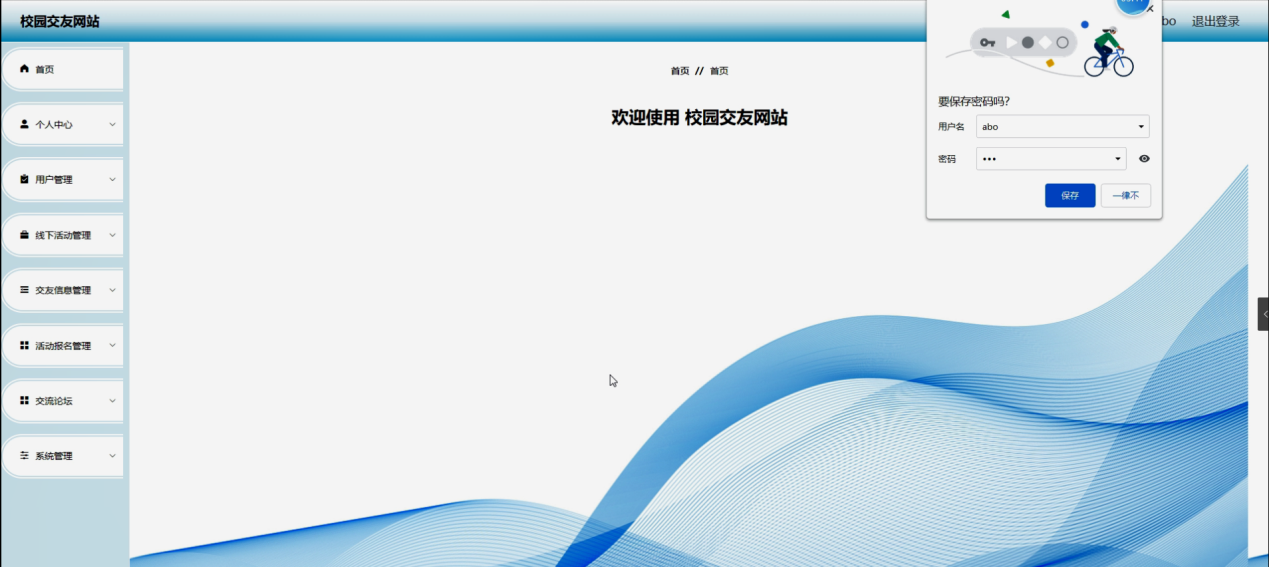 校园交友网站
bo 退出登录
首页
个人中心
用户管理
线下活动管理
交友信息管理
活动报名管理
交流论坛
系统管理
首页 // 首页
欢迎使用 校园交友网站
要保存密码吗?
用户名 abo
密码 •••
保存 一律不